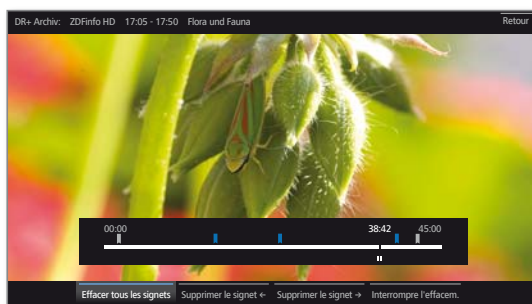 DR+ Archiv: ZDFinfo HD 17:05 - 17:50 Flora und Fauna Retour
00:00 38:42 45:00
Effacer tous les signets Supprimer le signet ← Supprimer le signet → Interrompre l'effacem.